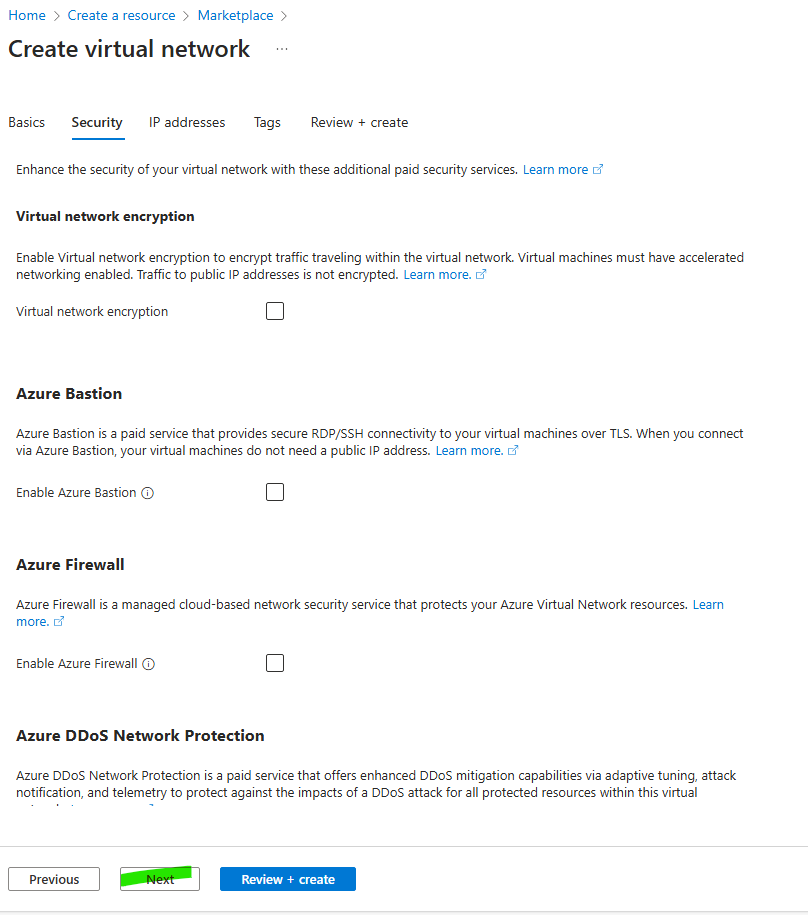 Home > Create a resource > Marketplace >
Create virtual network ...
Basics Security IP addresses Tags Review + create
Enhance the security of your virtual network with these additional paid security services. Learn more
Virtual network encryption
Enable Virtual network encryption to encrypt traffic traveling within the virtual network. Virtual machines must have accelerated
networking enabled. Traffic to public IP addresses is not encrypted. Learn more.
Virtual network encryption
Azure Bastion
Azure Bastion is a paid service that provides secure RDP/SSH connectivity to your virtual machines over TLS. When you connect
via Azure Bastion, your virtual machines do not need a public IP address. Learn more.
Enable Azure Bastion
Azure Firewall
Azure Firewall is a managed cloud-based network security service that protects your Azure Virtual Network resources. Learn
more.
Enable Azure Firewall
Azure DDoS Network Protection
Azure DDoS Network Protection is a paid service that offers enhanced DDoS mitigation capabilities via adaptive tuning, attack
notification, and telemetry to protect against the impacts of a DDoS attack for all protected resources within this virtual
Previous Next Review + create